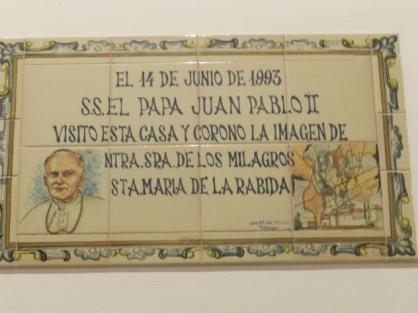 EL 14 DE JUNIO DE 1993
S.S. EL PAPA JUAN PABLO II
VISITO ESTA CASA Y CORONO LA IMAGEN DE
NTRA. SRA. DE LOS MILAGROS
STA. MARIA DE LA RABIDA